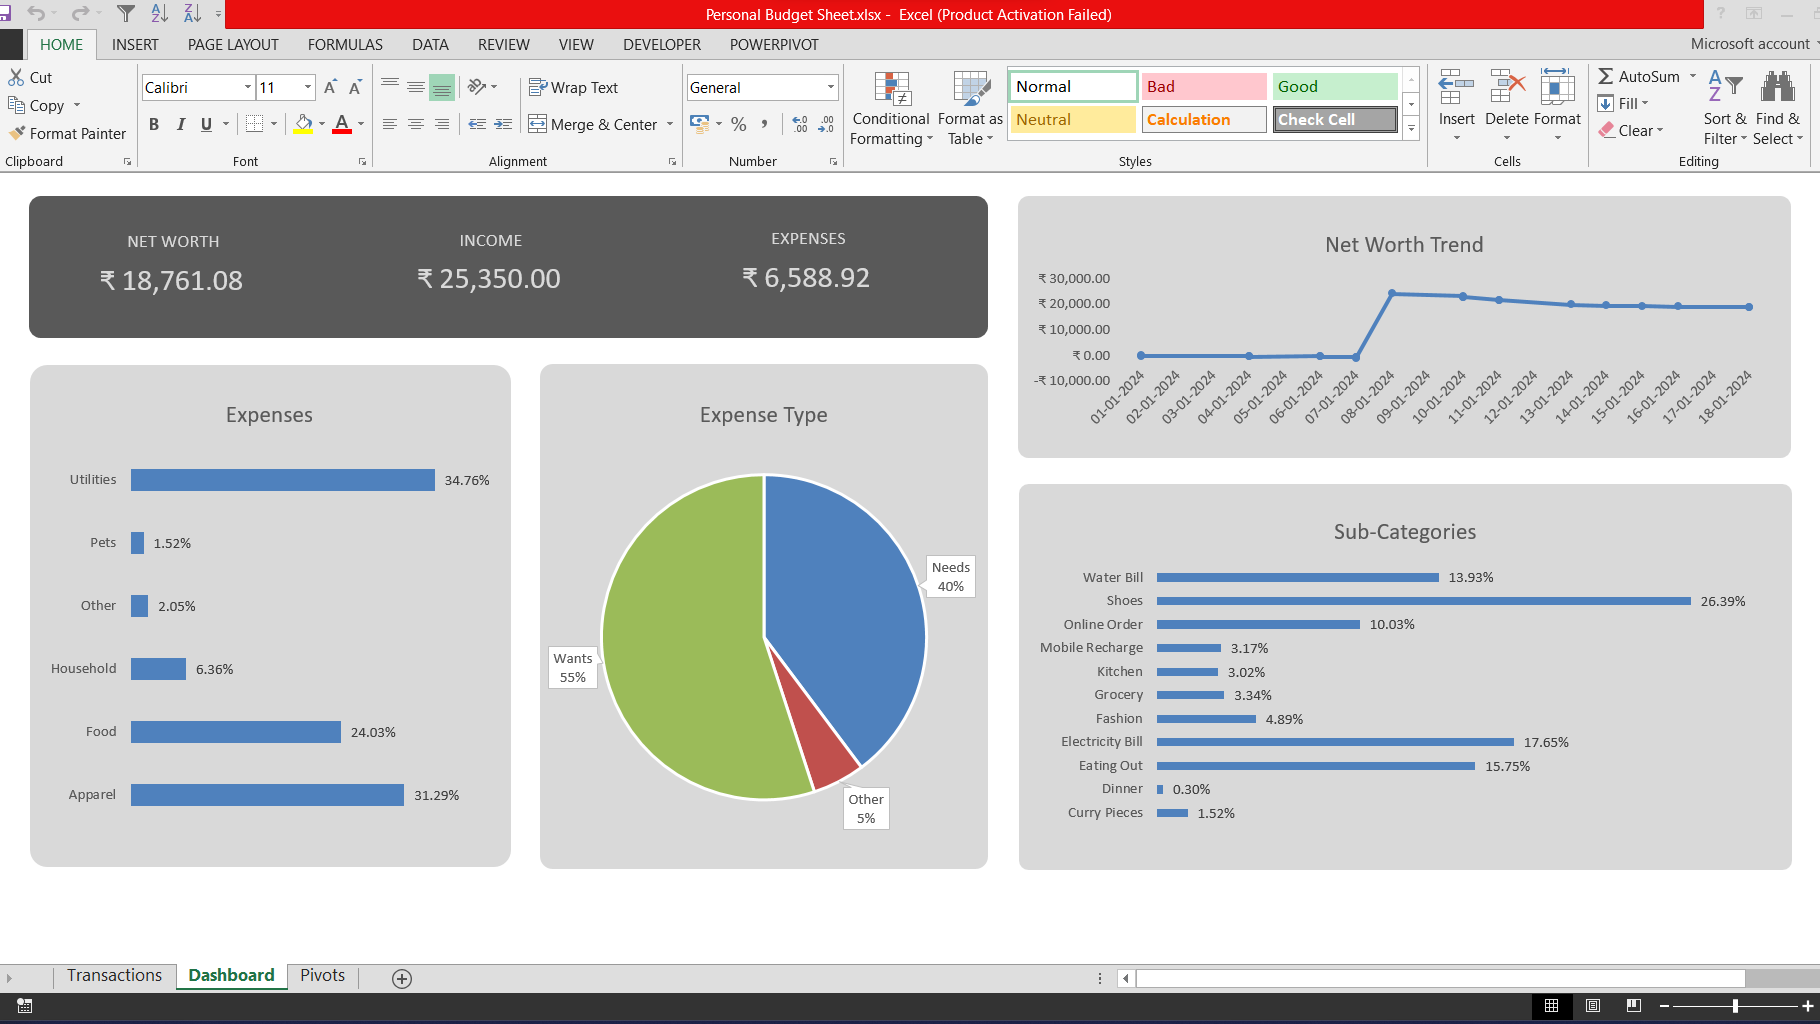 Personal Budget Sheet.xlsx - Excel (Product Activation Failed)
HOME INSERT PAGE LAYOUT FORMULAS DATA REVIEW VIEW DEVELOPER POWERPIVOT Microsoft account
Cut
Copy
Format Painter
Clipboard
Calibri 11
B I U A
Font
Wrap Text
Merge & Center
Alignment
General
% ,
Number
Conditional Formatting
Format as Table
Normal Bad Good
Neutral Calculation Check Cell
Styles
Insert Delete Format
Cells
AutoSum
Fill
Clear
Sort & Filter
Find & Select
Editing
NET WORTH
₹ 18,761.08
INCOME
₹ 25,350.00
EXPENSES
₹ 6,588.92
Net Worth Trend
₹ 30,000.00
₹ 20,000.00
₹ 10,000.00
₹ 0.00
-₹ 10,000.00
01-01-2024
02-01-2024
03-01-2024
04-01-2024
05-01-2024
06-01-2024
07-01-2024
08-01-2024
09-01-2024
10-01-2024
11-01-2024
12-01-2024
13-01-2024
14-01-2024
15-01-2024
16-01-2024
17-01-2024
18-01-2024
Expenses
Utilities 34.76%
Pets 1.52%
Other 2.05%
Household 6.36%
Food 24.03%
Apparel 31.29%
Expense Type
Needs
40%
Wants
55%
Other
5%
Sub-Categories
Water Bill 13.93%
Shoes 26.39%
Online Order 10.03%
Mobile Recharge 3.17%
Kitchen 3.02%
Grocery 3.34%
Fashion 4.89%
Electricity Bill 17.65%
Eating Out 15.75%
Dinner 0.30%
Curry Pieces 1.52%
Transactions Dashboard Pivots